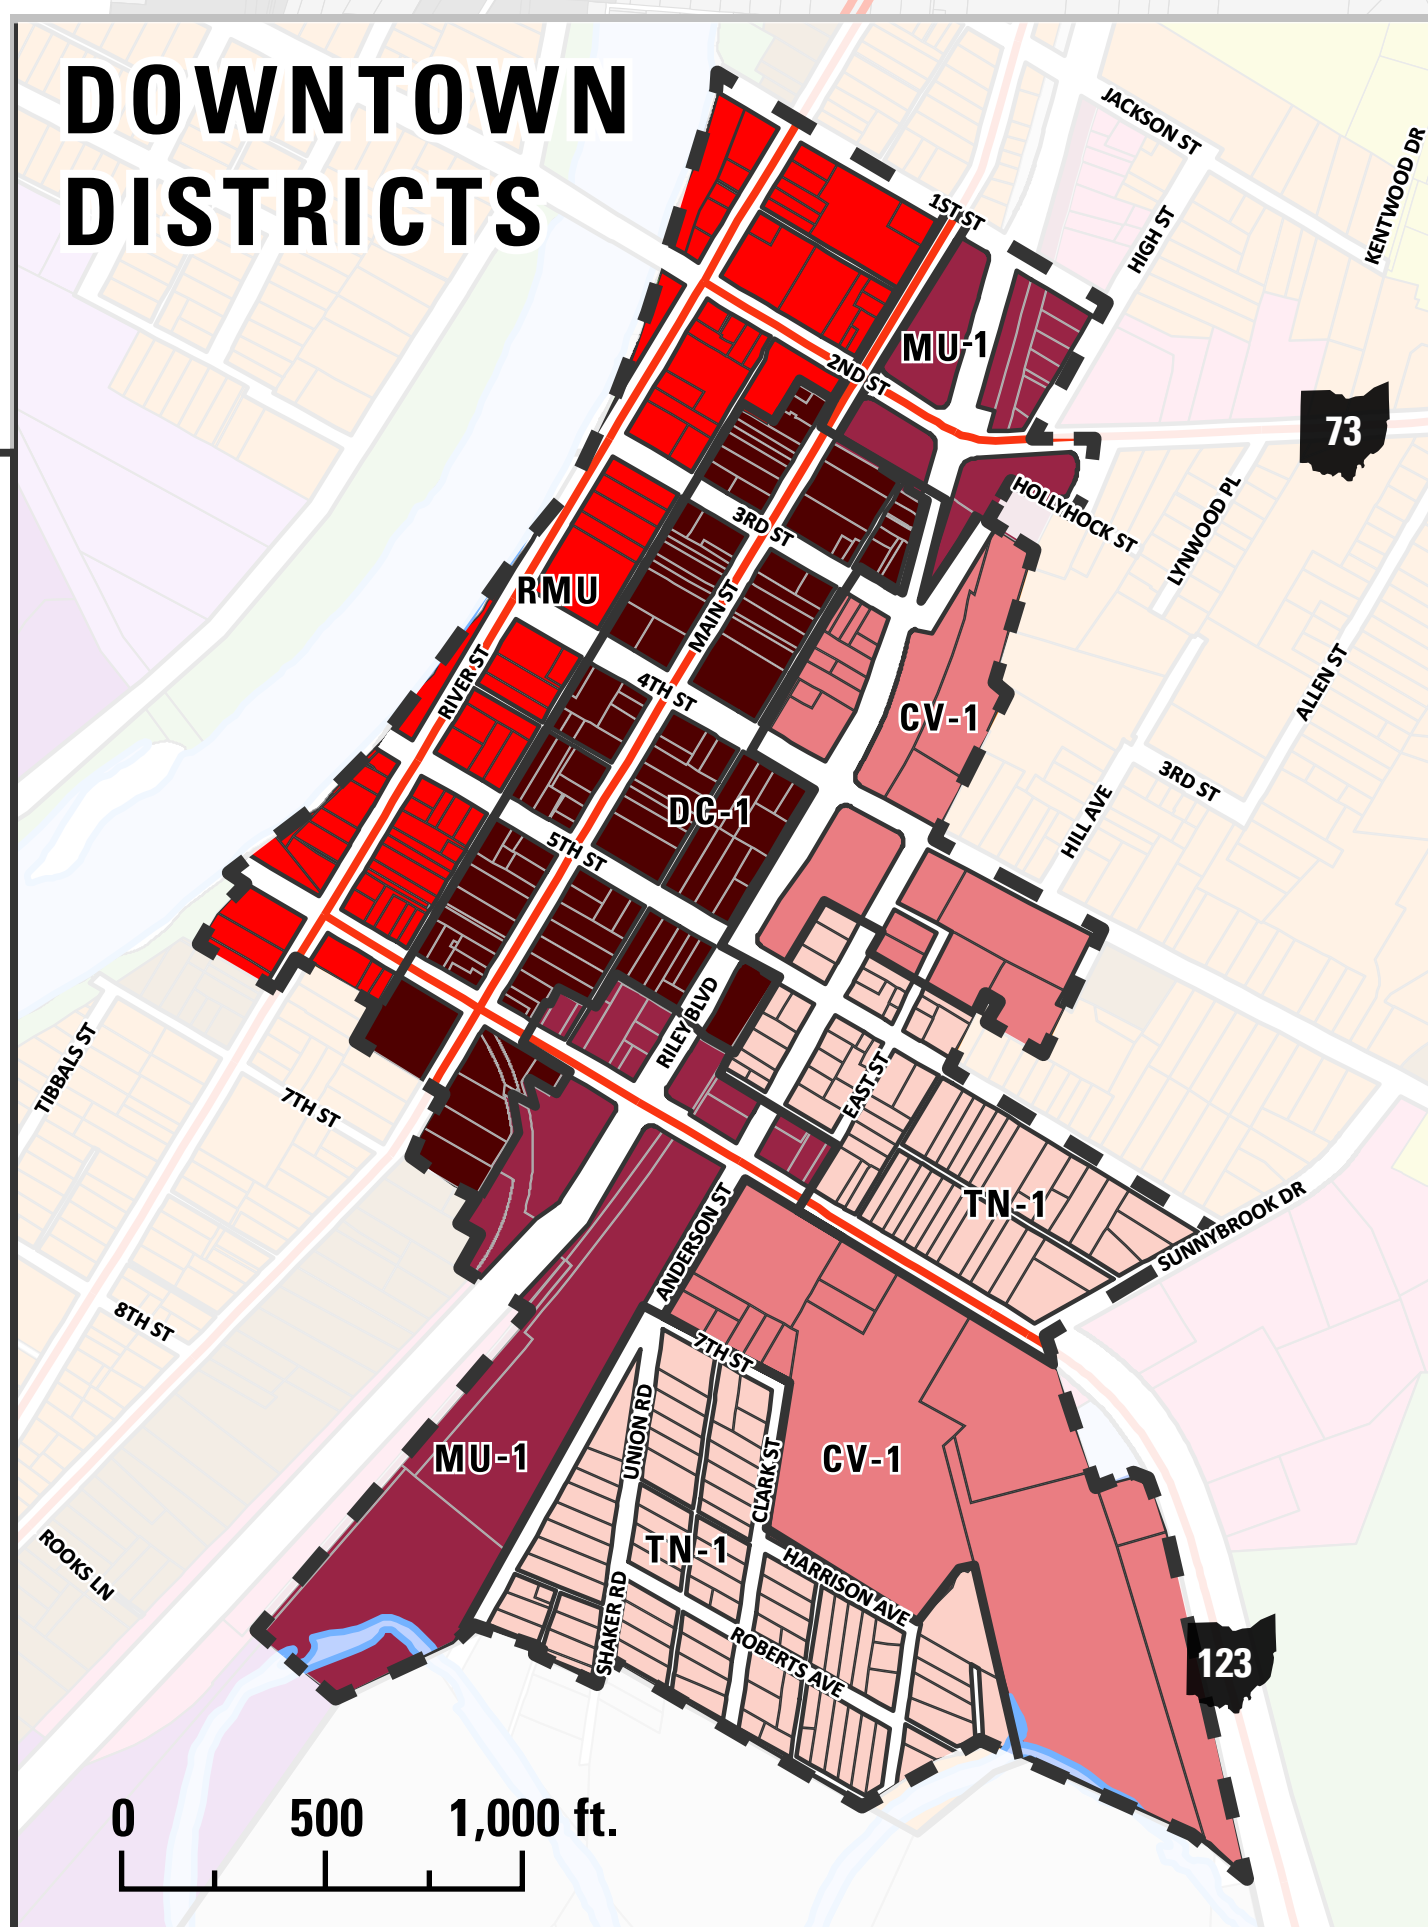 DOWNTOWN
DISTRICTS
JACKSON ST
KENTWOOD DR
1ST ST
HIGH ST
MU-1
2ND ST
73
HOLLYHOCK ST
LYNWOOD PL
3RD ST
RMU
MAIN ST
RIVER ST
4TH ST
ALLEN ST
CV-1
3RD ST
HILL AVE
DC-1
5TH ST
RILEY BLVD
TIBBALS ST
EAST ST
7TH ST
TN-1
SUNNYBROOK DR
ANDERSON ST
8TH ST
7TH ST
UNION RD
MU-1
CV-1
CLARK ST
TN-1
ROOKS LN
HARRISON AVE
SHAKER RD
ROBERTS AVE
123
0 500 1,000 ft.